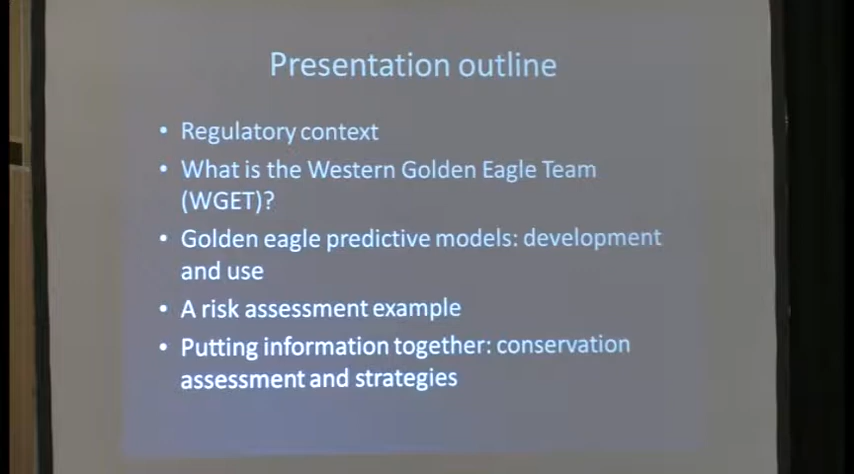 Presentation outline
• Regulatory context
• What is the Western Golden Eagle Team
(WGET)?
• Golden eagle predictive models: development
and use
• A risk assessment example
• Putting information together: conservation
assessment and strategies